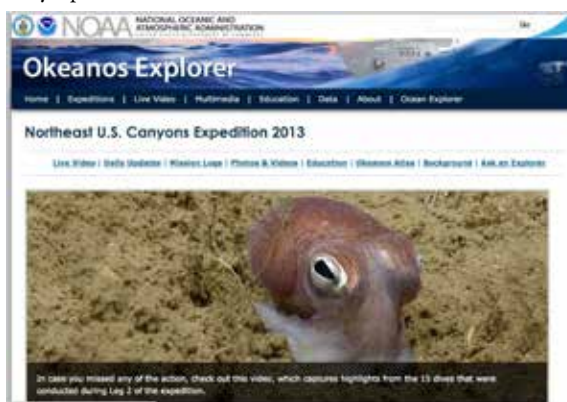 NOAA NATIONAL OCEANIC AND
ATMOSPHERIC ADMINISTRATION
Okeanos Explorer
Home | Expeditions | Live Video | Multimedia | Education | Data | About | Ocean Explorer
Northeast U.S. Canyons Expedition 2013
Live Video | Daily Updates | Mission Logs | Photos & Videos | Education | Okeanos Atlas | Background | Ask an Explorer
In case you missed any of the action, check out this video, which captures highlights from the 15 dives that were
conducted during Leg 2 of the expedition.